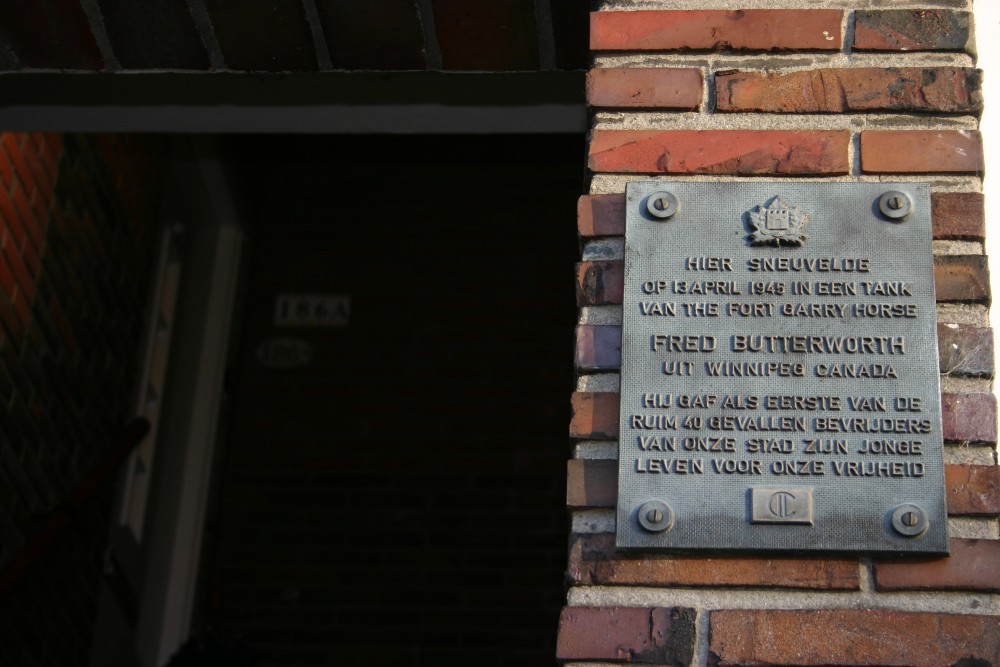 186A
HIER SNEUVELDE
OP 13 APRIL 1945 IN EEN TANK
VAN THE FORT GARRY HORSE
FRED BUTTERWORTH
UIT WINNIPEG CANADA
HIJ GAF ALS EERSTE VAN DE
RUIM 40 GEVALLEN BEVRIJDERS
VAN ONZE STAD ZIJN JONGE
LEVEN VOOR ONZE VRIJHEID